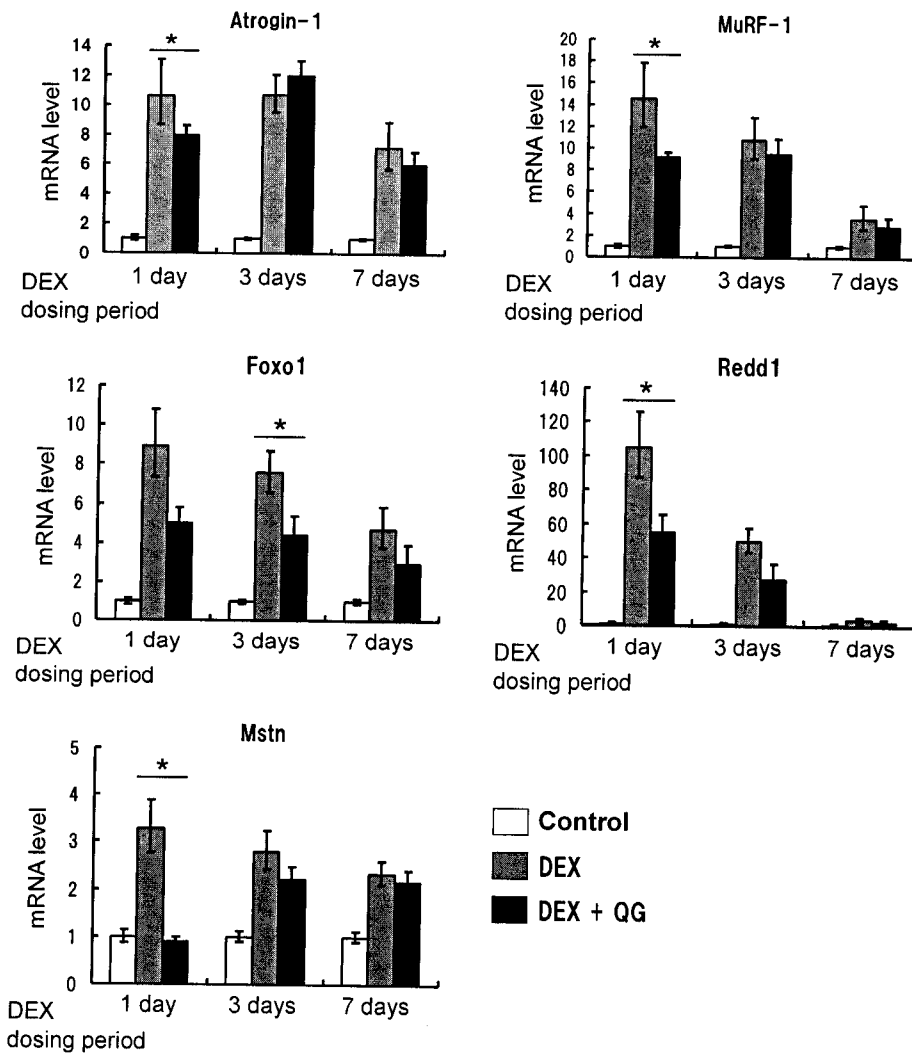 Atrogin-1
*
14
12
10
8
6
4
2
0
mRNA level
1 day 3 days 7 days
DEX
dosing period
MuRF-1
*
20
18
16
14
12
10
8
6
4
2
0
mRNA level
1 day 3 days 7 days
DEX
dosing period
Foxo1
*
12
10
8
6
4
2
0
mRNA level
1 day 3 days 7 days
DEX
dosing period
Redd1
*
140
120
100
80
60
40
20
0
mRNA level
1 day 3 days 7 days
DEX
dosing period
Mstn
*
5
4
3
2
1
0
mRNA level
1 day 3 days 7 days
DEX
dosing period
Control
DEX
DEX + QG